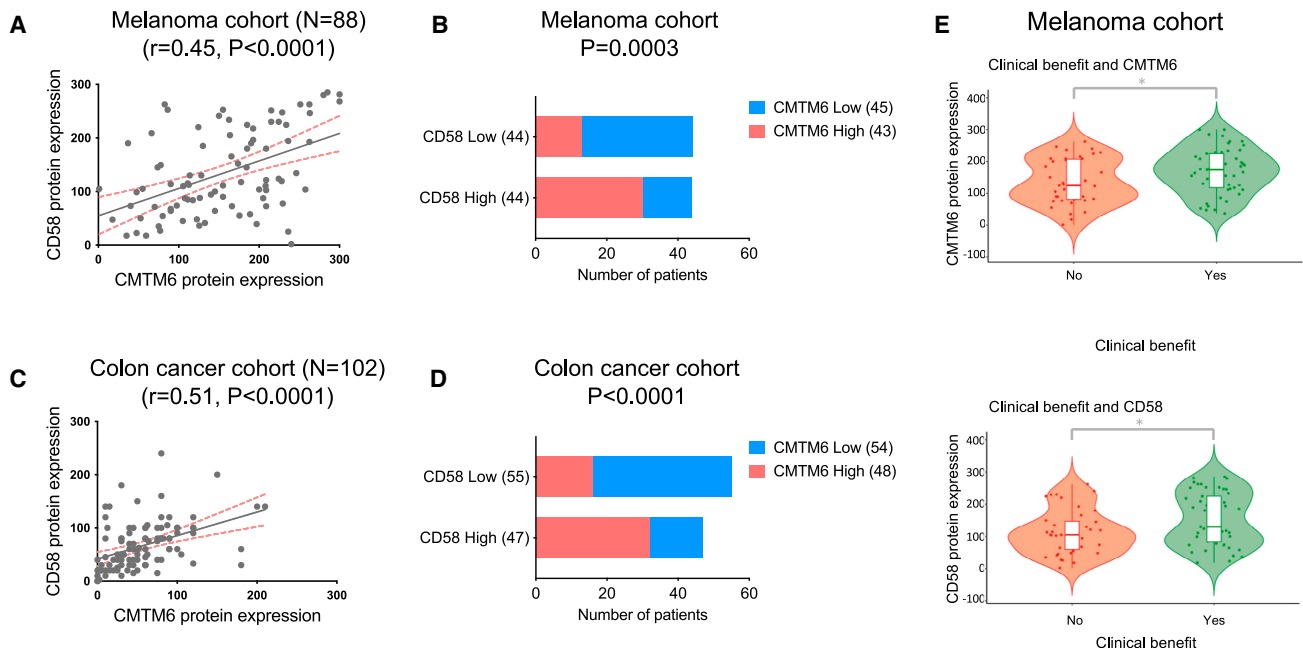 A
Melanoma cohort (N=88)
(r=0.45, P<0.0001)
CD58 protein expression
300
200
100
0
0
100
200
300
CMTM6 protein expression
B
Melanoma cohort
P=0.0003
CD58 Low (44)
CD58 High (44)
0
20
40
60
Number of patients
CMTM6 Low (45)
CMTM6 High (43)
C
Colon cancer cohort (N=102)
(r=0.51, P<0.0001)
CD58 protein expression
300
200
100
0
0
100
200
300
CMTM6 protein expression
D
Colon cancer cohort
P<0.0001
CD58 Low (55)
CD58 High (47)
0
20
40
60
Number of patients
CMTM6 Low (54)
CMTM6 High (48)
E
Melanoma cohort
Clinical benefit and CMTM6
*
CMTM6 protein expression
400
300
200
100
0
-100
No
Yes
Clinical benefit
Clinical benefit and CD58
*
CD58 protein expression
400
300
200
100
0
-100
No
Yes
Clinical benefit